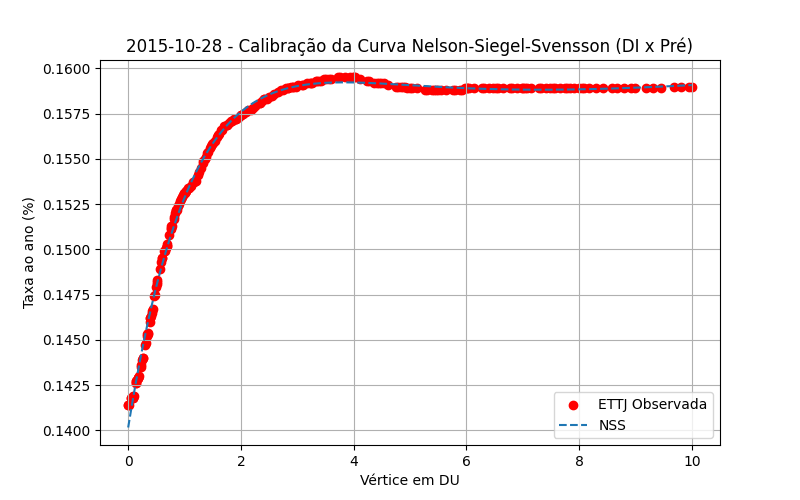 2015-10-28 - Calibração da Curva Nelson-Siegel-Svensson (DI x Pré)
Taxa ao ano (%)
0.1600
0.1575
0.1550
0.1525
0.1500
0.1475
0.1450
0.1425
0.1400
ETTJ Observada
NSS
0 2 4 6 8 10
Vértice em DU